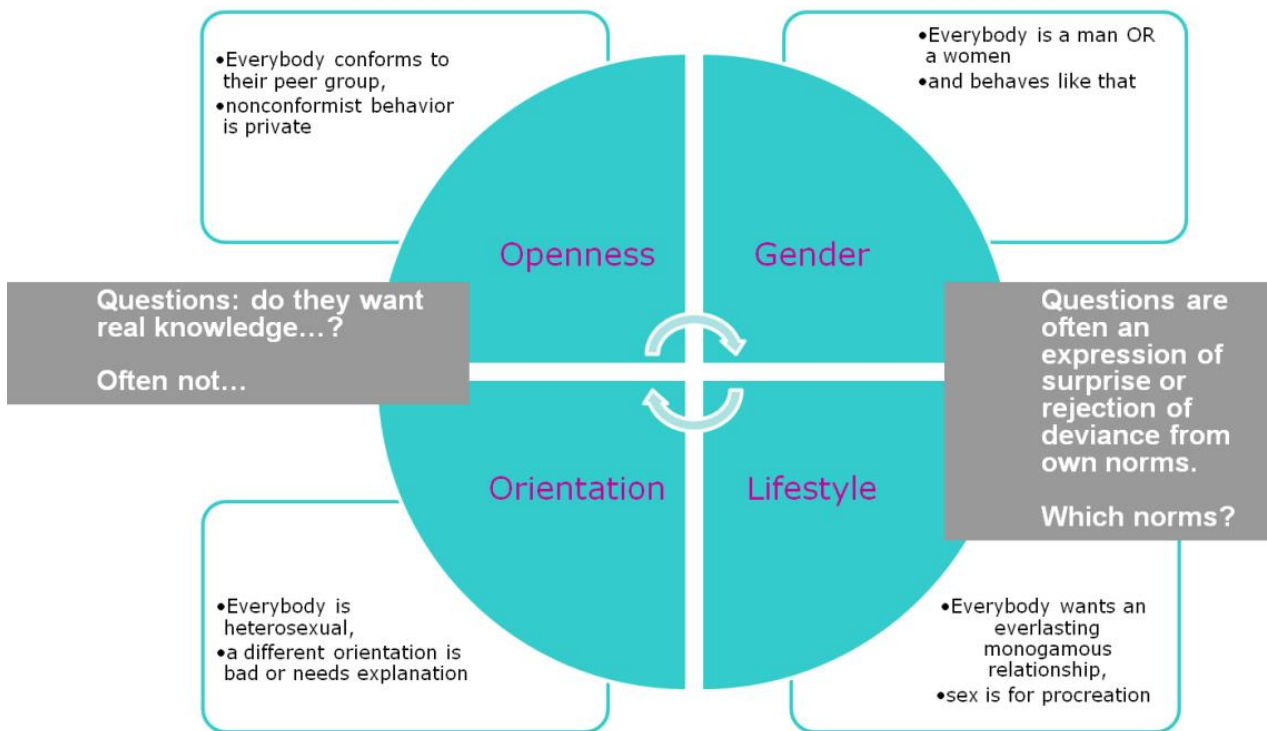 •Everybody conforms to
their peer group,
•nonconformist behavior
is private
•Everybody is a man OR
a women
•and behaves like that
Openness
Gender
Questions: do they want
real knowledge...?
Often not...
Questions are
often an
expression of
surprise or
rejection of
deviance from
own norms.
Which norms?
Orientation
Lifestyle
•Everybody is
heterosexual,
•a different orientation is
bad or needs explanation
•Everybody wants an
everlasting
monogamous
relationship,
•sex is for procreation